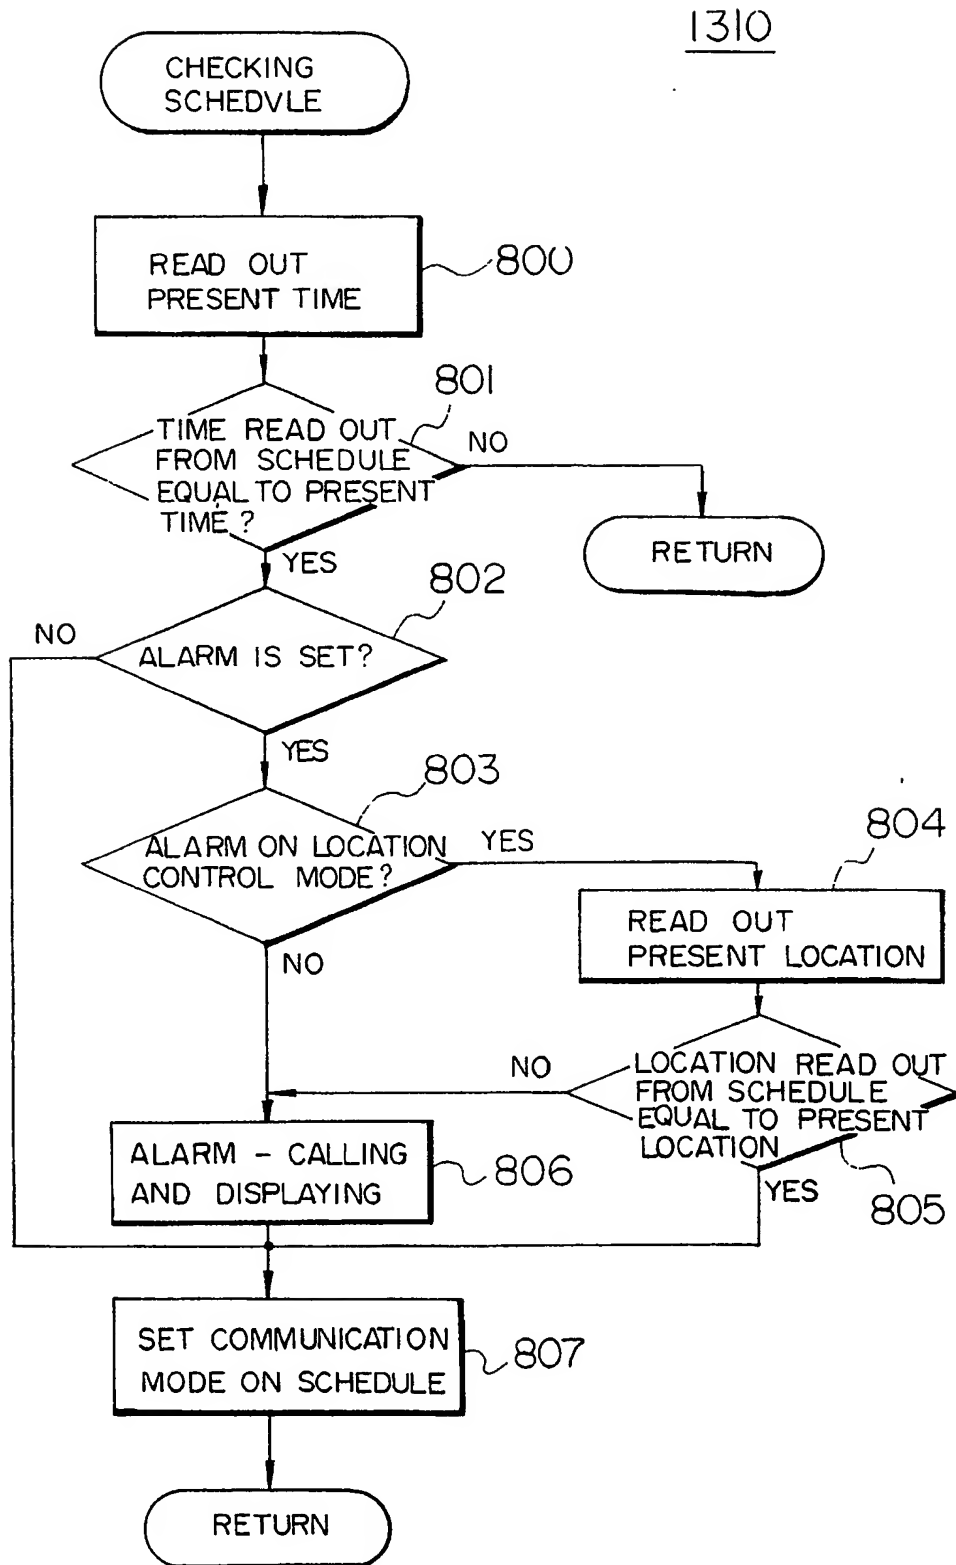 1310
CHECKING
SCHEDVLE
READ OUT
PRESENT TIME
800
801
TIME READ OUT
FROM SCHEDULE
EQUAL TO PRESENT
TIME?
NO
RETURN
YES
802
NO
ALARM IS SET?
YES
803
ALARM ON LOCATION
CONTROL MODE?
YES
804
READ OUT
PRESENT LOCATION
NO
NO
LOCATION READ OUT
FROM SCHEDULE
EQUAL TO PRESENT
LOCATION
805
YES
ALARM - CALLING
AND DISPLAYING
806
SET COMMUNICATION
MODE ON SCHEDULE
807
RETURN